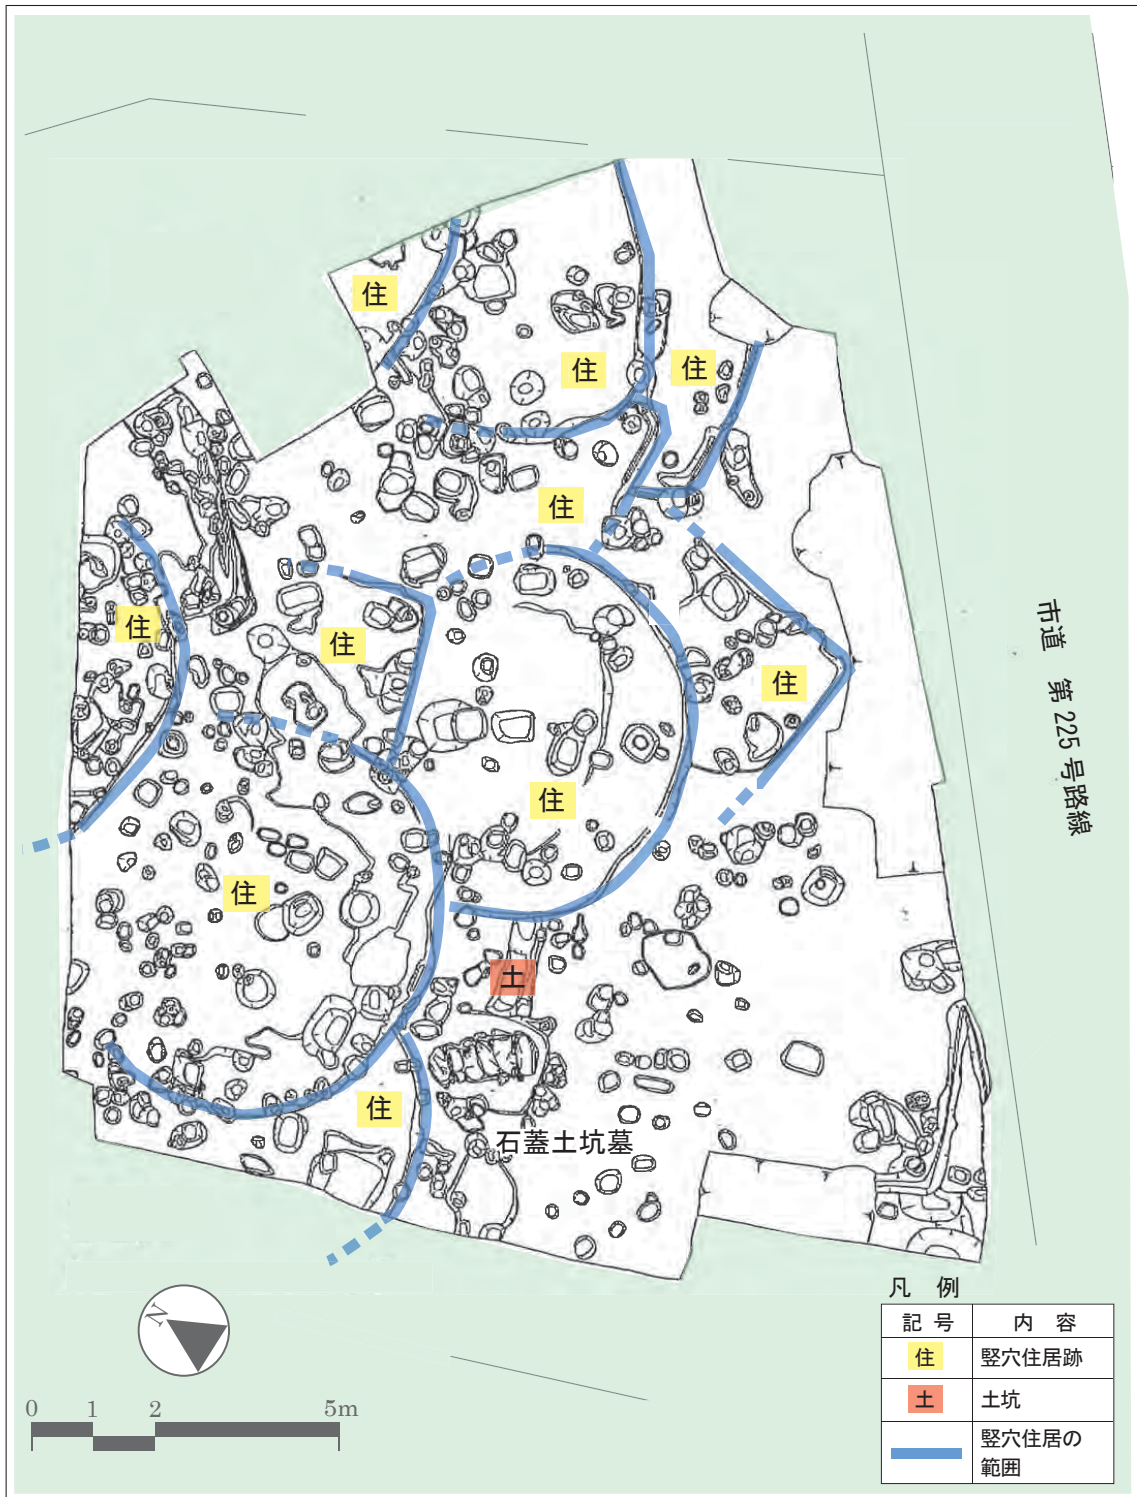 住
住
住
住
住
住
住
住
住
土
住
石蓋土坑墓
市道 第225号路線
N
0 1 2 5m
凡 例
記 号 内 容
住 竪穴住居跡
土 土坑
竪穴住居の
範囲